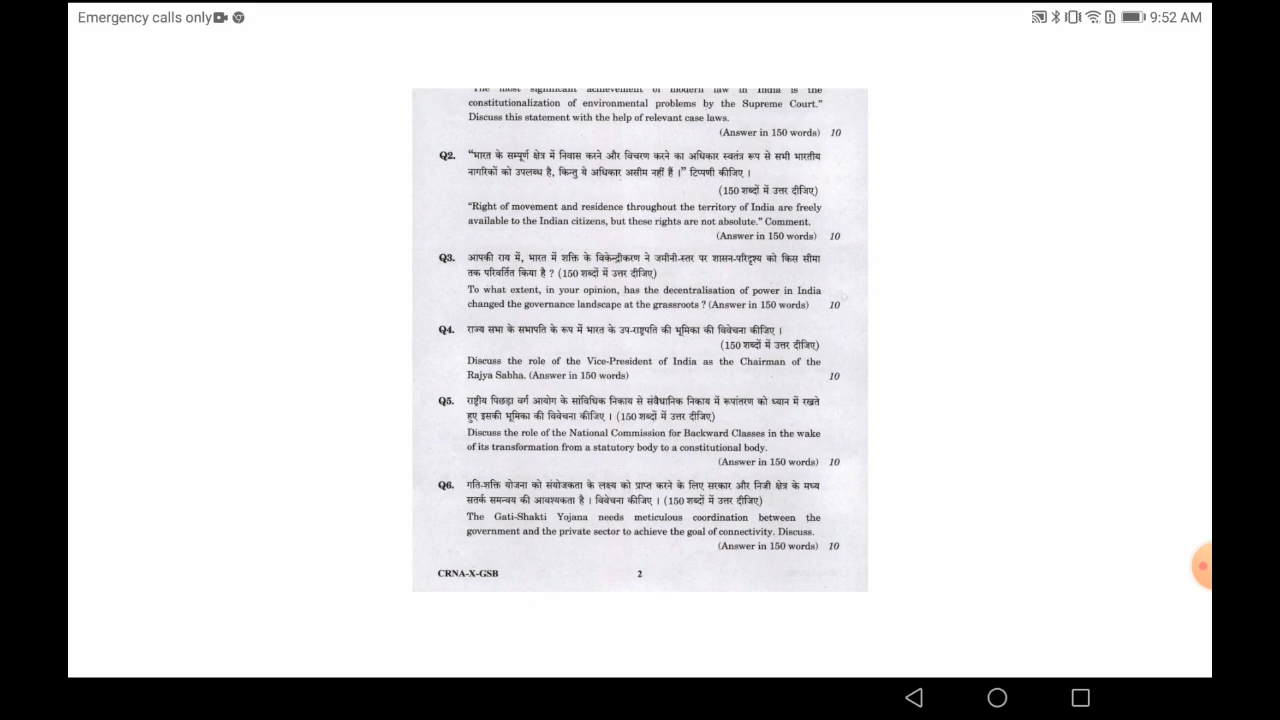 Emergency calls only
9:52 AM
The most significant achievement of modern law in India is the
constitutionalization of environmental problems by the Supreme Court."
Discuss this statement with the help of relevant case laws.
(Answer in 150 words) 10
Q2. "भारत के सम्पूर्ण क्षेत्र में निवास करने और विचरण करने का अधिकार स्वतंत्र रूप से सभी भारतीय
नागरिकों को उपलब्ध है, किन्तु ये अधिकार असीम नहीं हैं ।" टिप्पणी कीजिए ।
(150 शब्दों में उत्तर दीजिए)
"Right of movement and residence throughout the territory of India are freely
available to the Indian citizens, but these rights are not absolute." Comment.
(Answer in 150 words) 10
Q3. आपकी राय में, भारत में शक्ति के विकेन्द्रीकरण ने जमीनी-स्तर पर शासन-परिदृश्य को किस सीमा
तक परिवर्तित किया है ? (150 शब्दों में उत्तर दीजिए)
To what extent, in your opinion, has the decentralisation of power in India
changed the governance landscape at the grassroots ? (Answer in 150 words) 10
Q4. राज्य सभा के सभापति के रूप में भारत के उप-राष्ट्रपति की भूमिका की विवेचना कीजिए ।
(150 शब्दों में उत्तर दीजिए)
Discuss the role of the Vice-President of India as the Chairman of the
Rajya Sabha. (Answer in 150 words) 10
Q5. राष्ट्रीय पिछड़ा वर्ग आयोग के सांविधिक निकाय से संवैधानिक निकाय में रूपांतरण को ध्यान में रखते
हुए इसकी भूमिका की विवेचना कीजिए । (150 शब्दों में उत्तर दीजिए)
Discuss the role of the National Commission for Backward Classes in the wake
of its transformation from a statutory body to a constitutional body.
(Answer in 150 words) 10
Q6. गति-शक्ति योजना को संयोजकता के लक्ष्य को प्राप्त करने के लिए सरकार और निजी क्षेत्र के मध्य
सतर्क समन्वय की आवश्यकता है । विवेचना कीजिए । (150 शब्दों में उत्तर दीजिए)
The Gati-Shakti Yojana needs meticulous coordination between the
government and the private sector to achieve the goal of connectivity. Discuss.
(Answer in 150 words) 10
CRNA-X-GSB 2